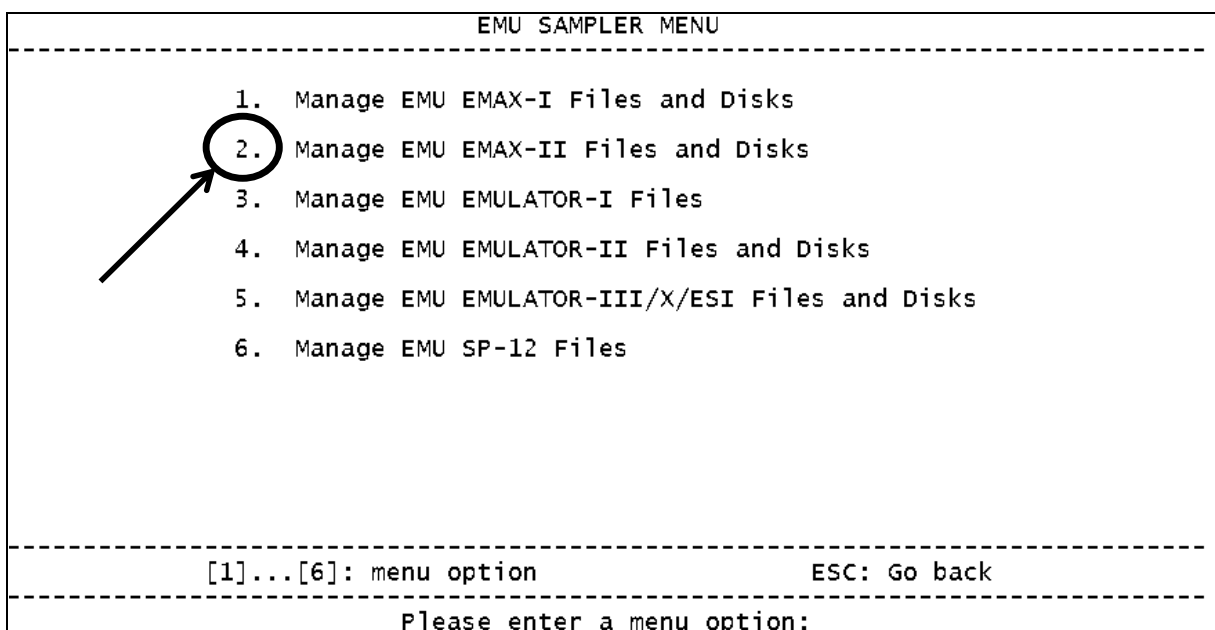 EMU SAMPLER MENU
1. Manage EMU EMAX-I Files and Disks
2. Manage EMU EMAX-II Files and Disks
3. Manage EMU EMULATOR-I Files
4. Manage EMU EMULATOR-II Files and Disks
5. Manage EMU EMULATOR-III/X/ESI Files and Disks
6. Manage EMU SP-12 Files
[1]...[6]: menu option ESC: Go back
Please enter a menu option: